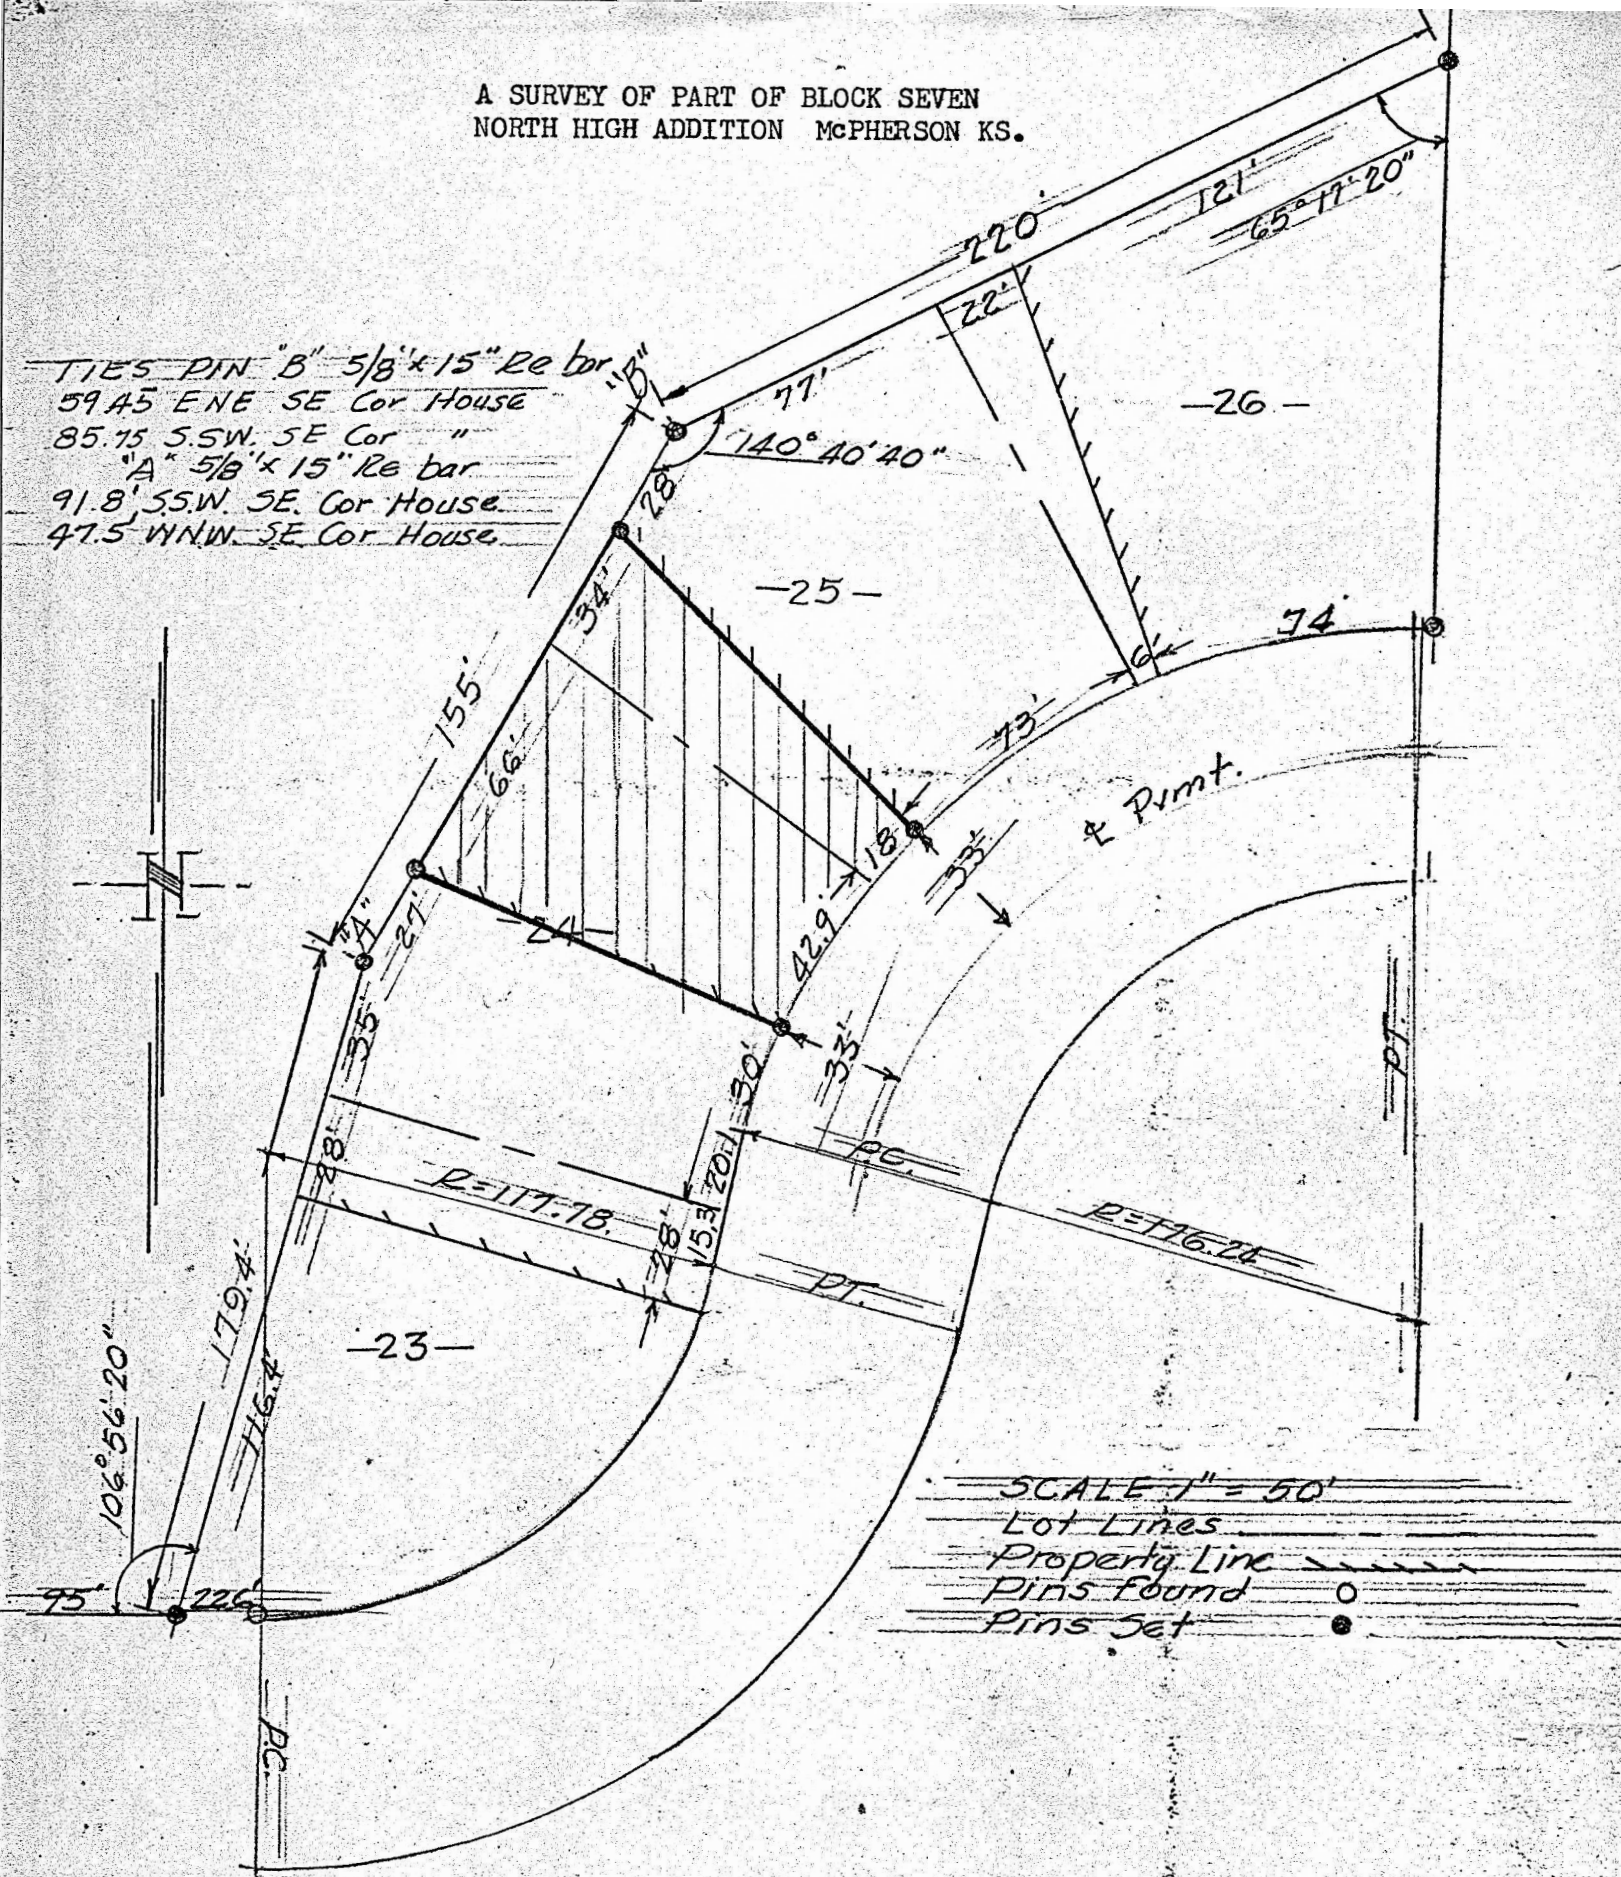 A SURVEY OF PART OF BLOCK SEVEN
NORTH HIGH ADDITION McPHERSON KS.
220'
121'
65°17'20"
22'
TIES PIN "B" 5/8"x15" Re bar
59.45 ENE SE Cor House
85.75 S.SW. SE Cor "
"A" 5/8"x15" Re bar
91.8' S.S.W. SE. Cor House
47.5 WNW. SE Cor House
"B"
77'
-26-
140°40'40"
28'
-25-
34'
74'
6'
155'
73'
66'
℄ Pvmt.
18
33'
"A"
27'
-24-
42.9'
35'
30'
33'
P.T.
28'
20.1
P.C.
R=117.78
15.3
28'
R=176.24
P.T.
179.4'
-23-
116.4'
106°56'20"
SCALE 1" = 50'
Lot Lines
Property Line
Pins found O
Pins Set ●
95'
226'
P.C.